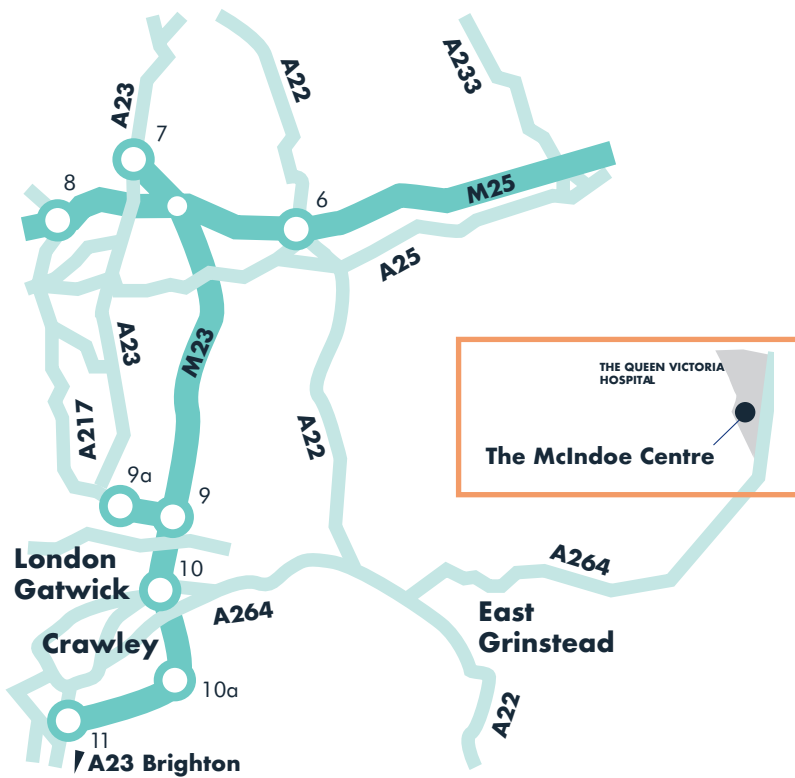 A23
A22
A233
7
8
6
M25
A25
A23
M23
THE QUEEN VICTORIA
HOSPITAL
A217
A22
The McIndoe Centre
9a
9
London
Gatwick
10
A264
A264
East
Grinstead
Crawley
10a
A22
11
A23 Brighton